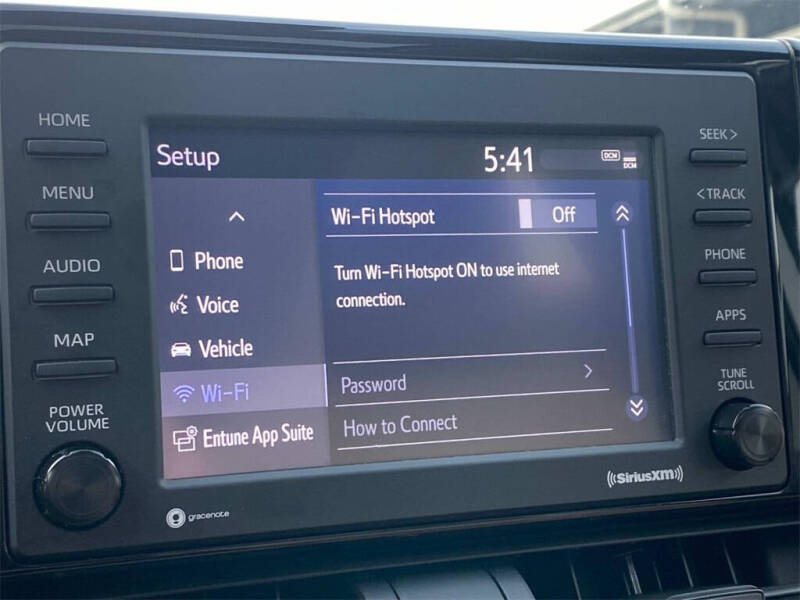 HOME
MENU
AUDIO
MAP
POWER
VOLUME
Setup
5:41
DCM
DCM
Phone
Voice
Vehicle
Wi-Fi
Entune App Suite
Wi-Fi Hotspot
Off
Turn Wi-Fi Hotspot ON to use internet
connection.
Password
How to Connect
SEEK >
< TRACK
PHONE
APPS
TUNE
SCROLL
gracenote
SiriusXM